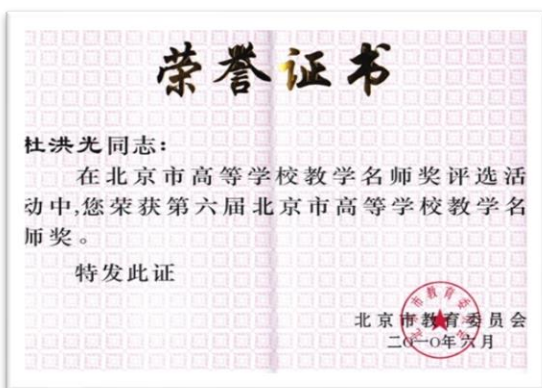 荣誉证书
杜洪光同志：
在北京市高等学校教学名师奖评选活
动中,您荣获第六届北京市高等学校教学名
师奖。
特发此证
北京市教育委员会
二〇一〇年六月